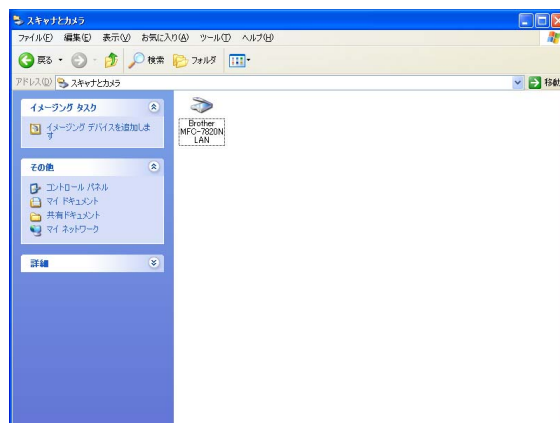 スキャナとカメラ
ファイル(F) 編集(E) 表示(V) お気に入り(A) ツール(T) ヘルプ(H)
戻る 検索 フォルダ
アドレス(D) スキャナとカメラ 移動
イメージング タスク
イメージング デバイスを追加しま
す
その他
コントロール パネル
マイ ドキュメント
共有ドキュメント
マイ ネットワーク
詳細
Brother
MFC-7820N
LAN